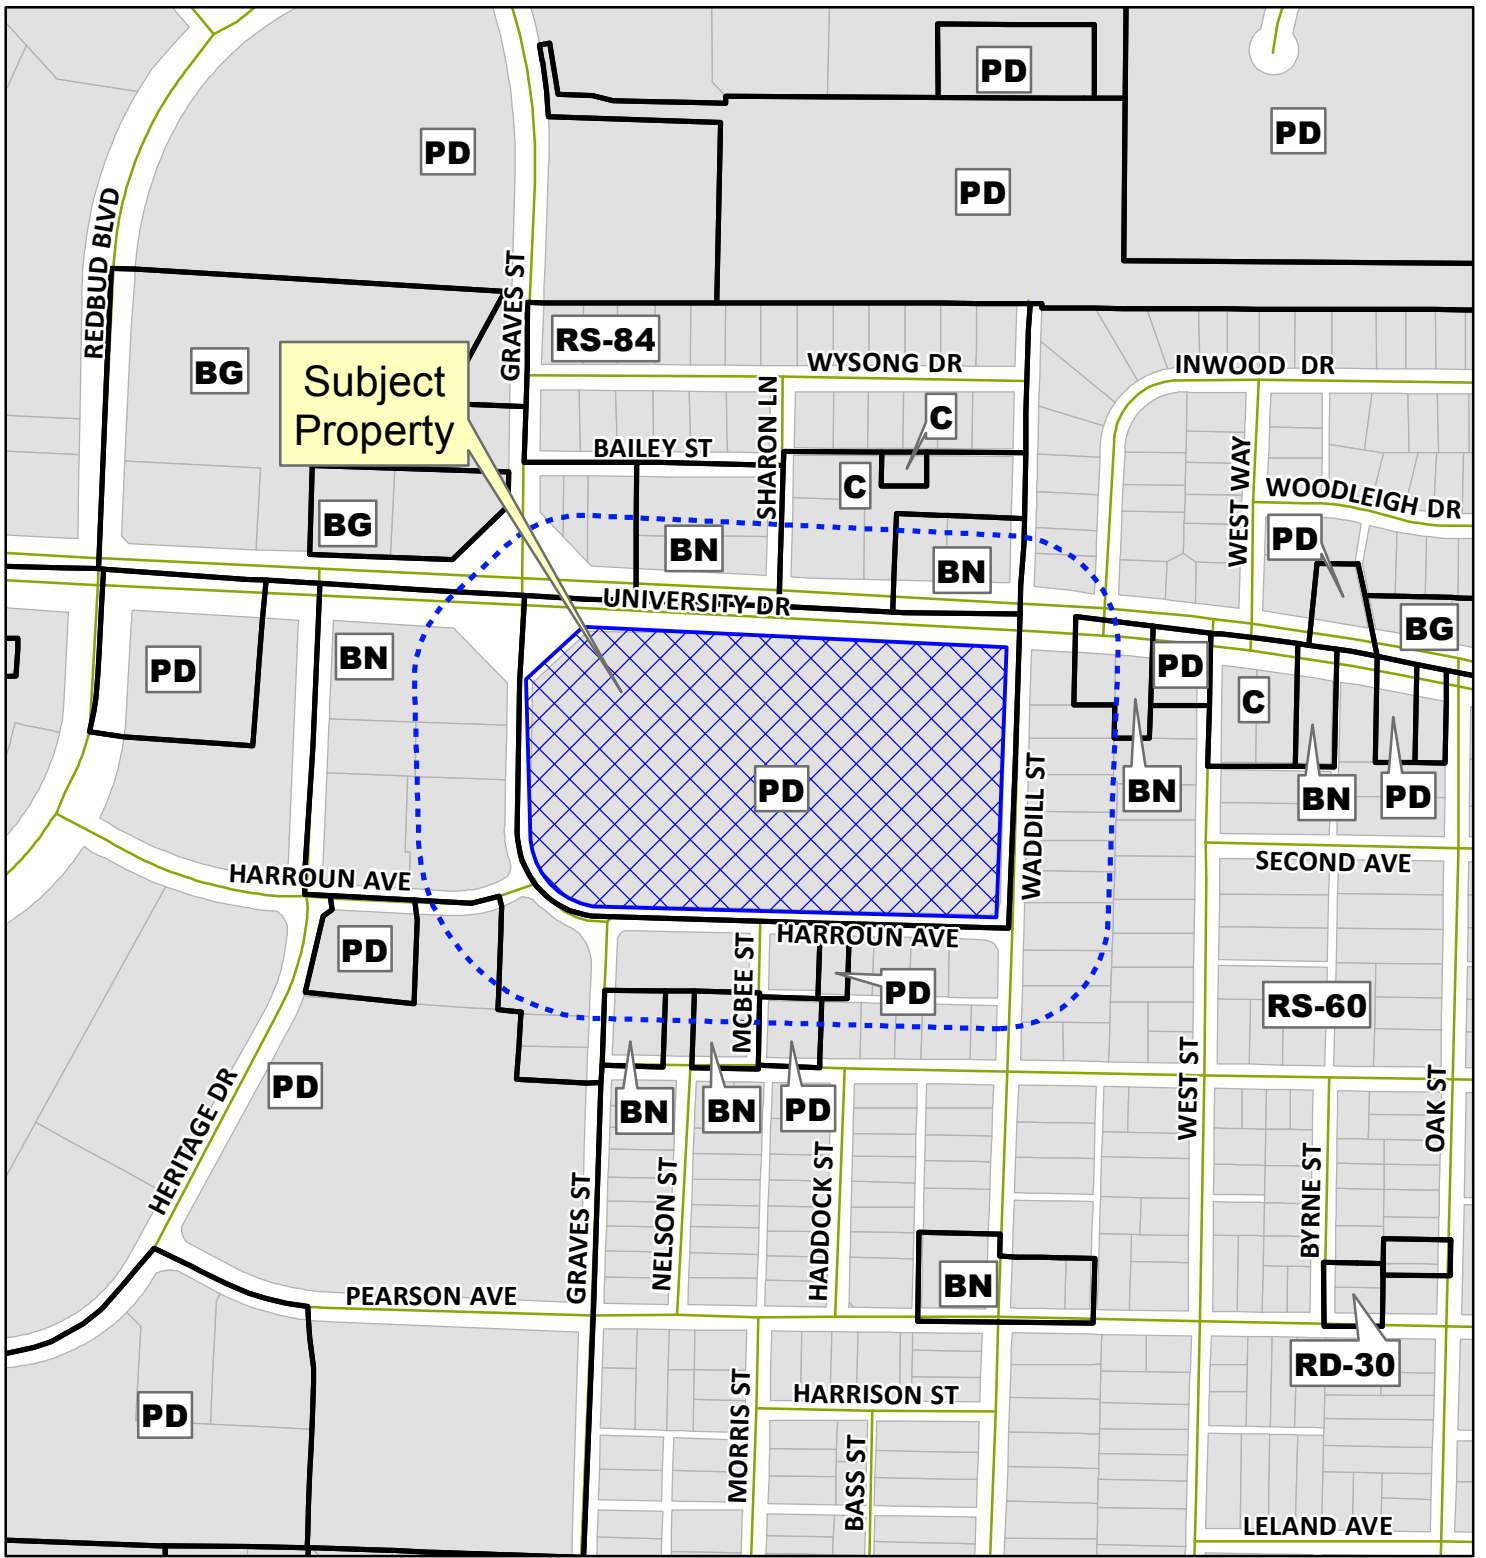 PD
PD
PD
PD
REDBUD BLVD
GRAVES ST
RS-84
WYSONG DR
INWOOD DR
BG
Subject
Property
SHARON LN
C
BAILEY ST
WEST WAY
C
WOODLEIGH DR
BG
PD
BN
BN
UNIVERSITY DR
BG
BN
PD
PD
C
PD
WADDILL ST
BN
BN
PD
SECOND AVE
HARROUN AVE
HARROUN AVE
PD
MCBEE ST
PD
RS-60
PD
HERITAGE DR
WEST ST
OAK ST
BN
BN
PD
GRAVES ST
NELSON ST
HADDOCK ST
BYRNE ST
BN
PEARSON AVE
RD-30
PD
MORRIS ST
HARRISON ST
BASS ST
LELAND AVE